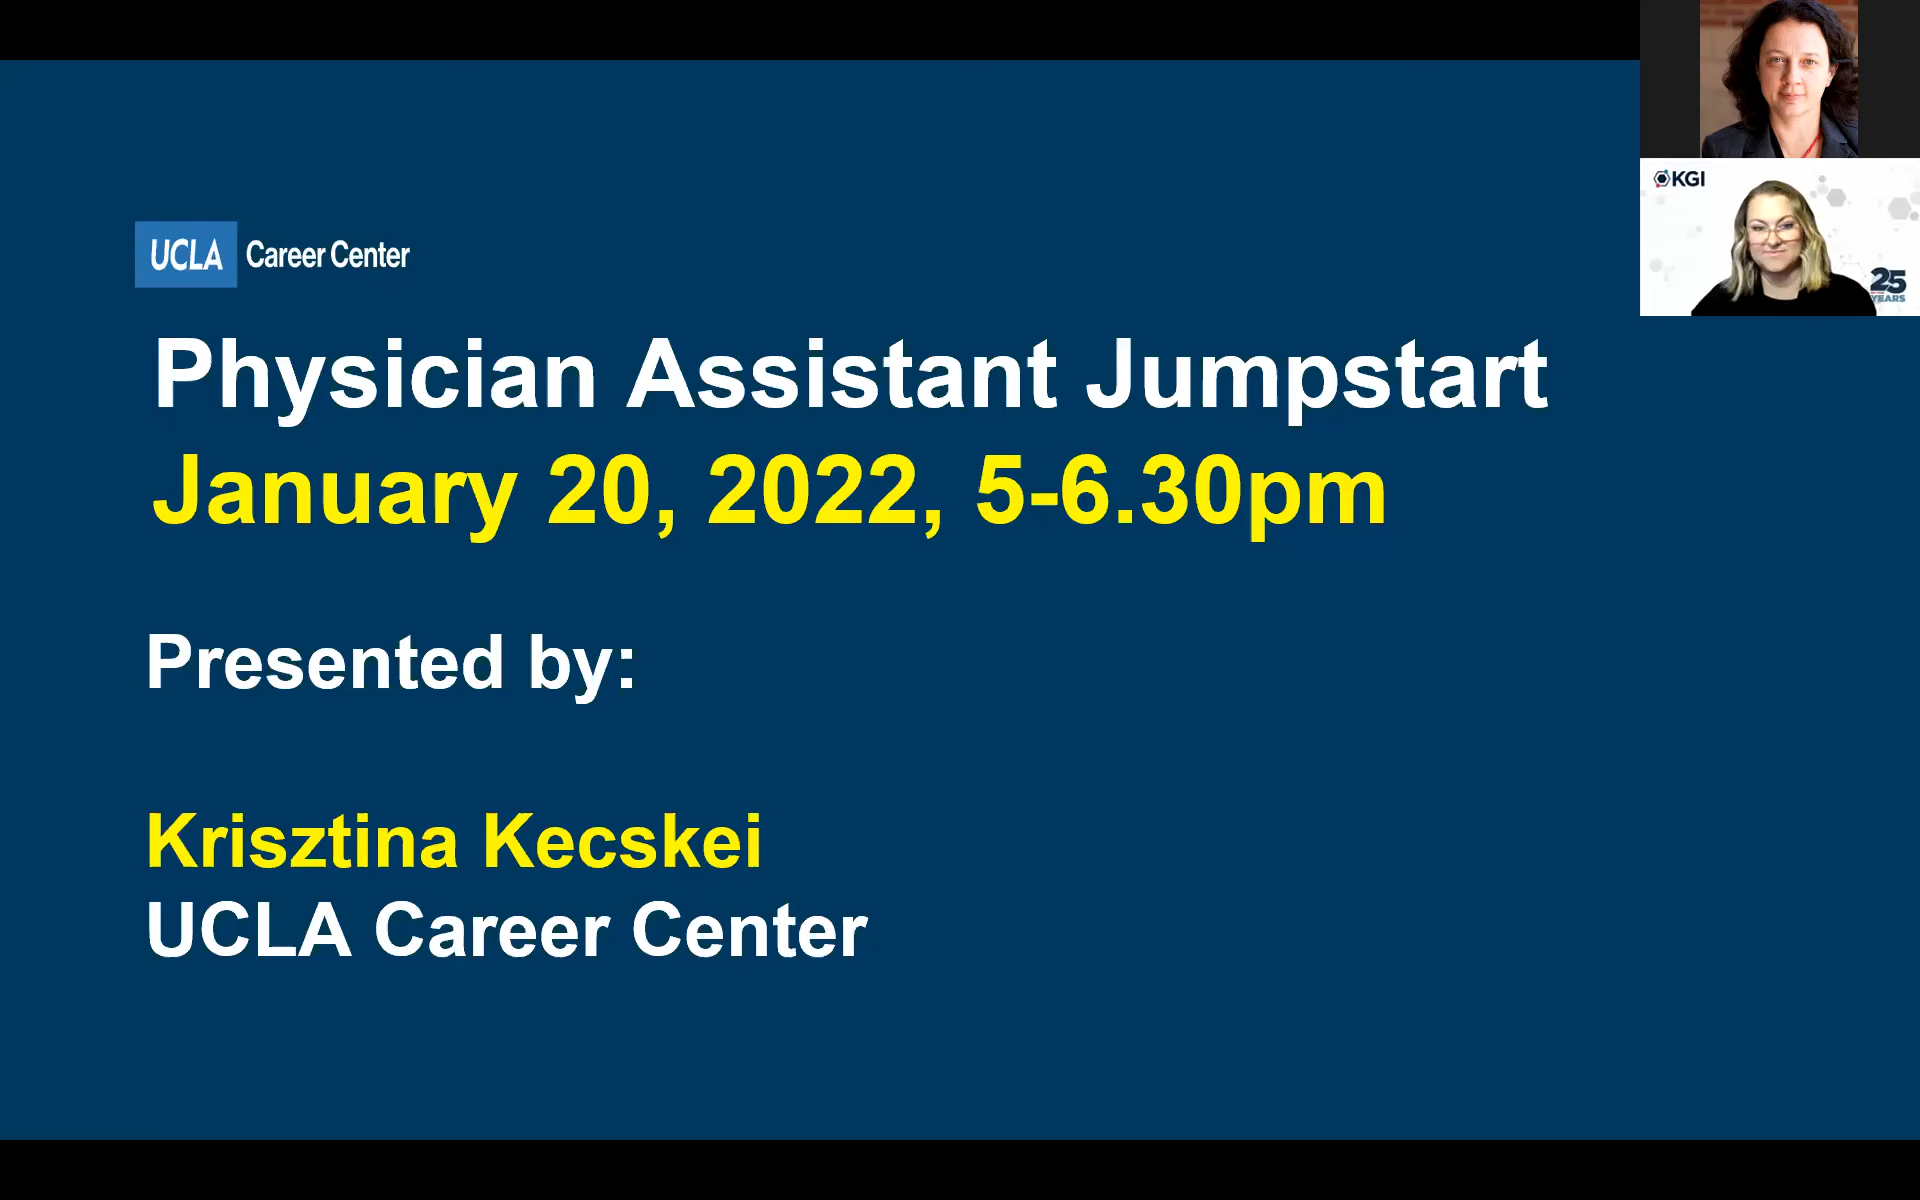 UCLA Career Center
Physician Assistant Jumpstart
January 20, 2022, 5-6.30pm
Presented by:
Krisztina Kecskei
UCLA Career Center
KGI
25
YEARS